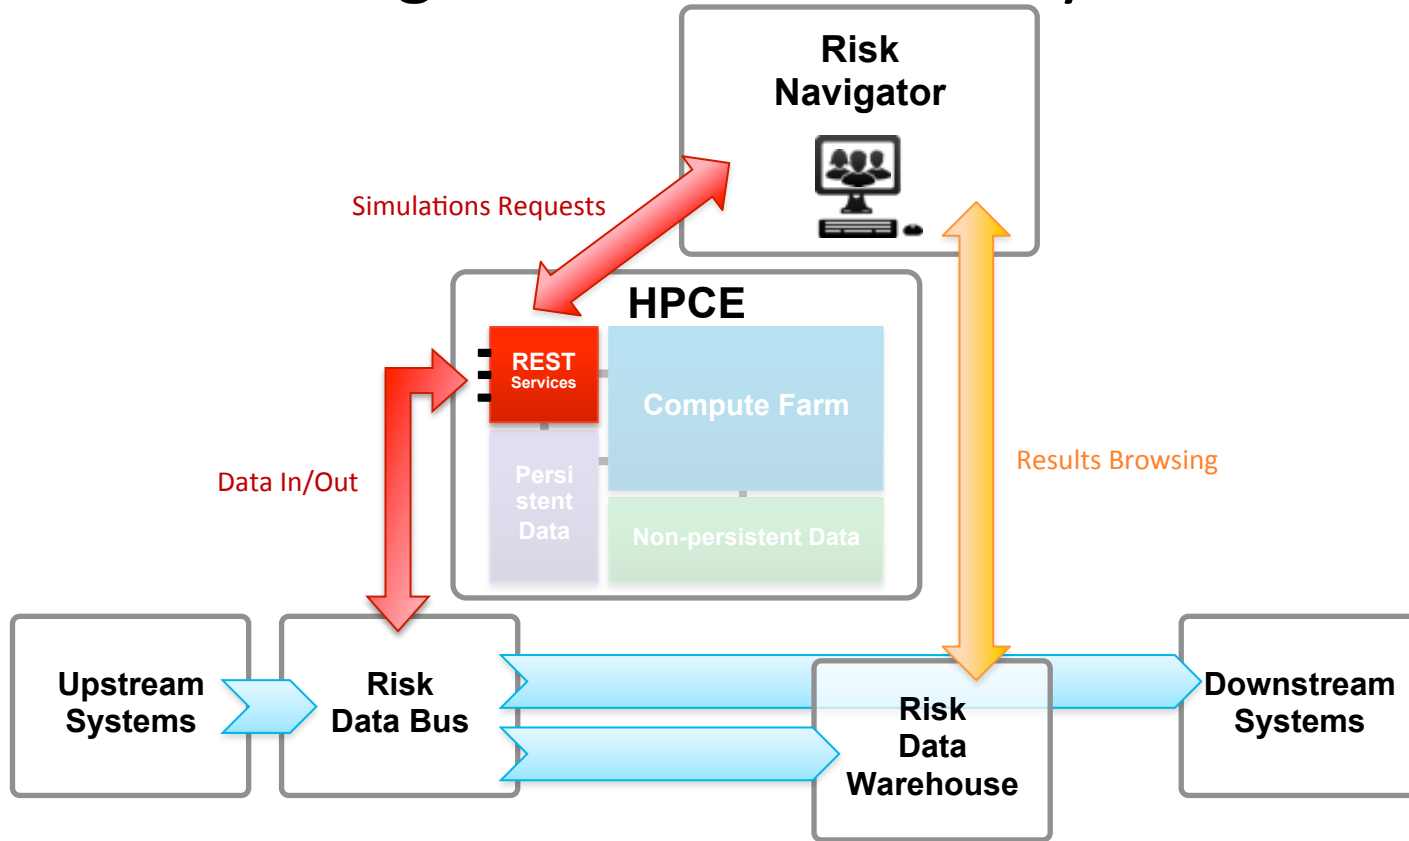 Risk
Navigator
Simulations Requests
HPCE
REST
Services
Compute Farm
Data In/Out
Persi
stent
Data
Non-persistent Data
Results Browsing
Upstream
Systems
Risk
Data Bus
Risk
Data
Warehouse
Downstream
Systems